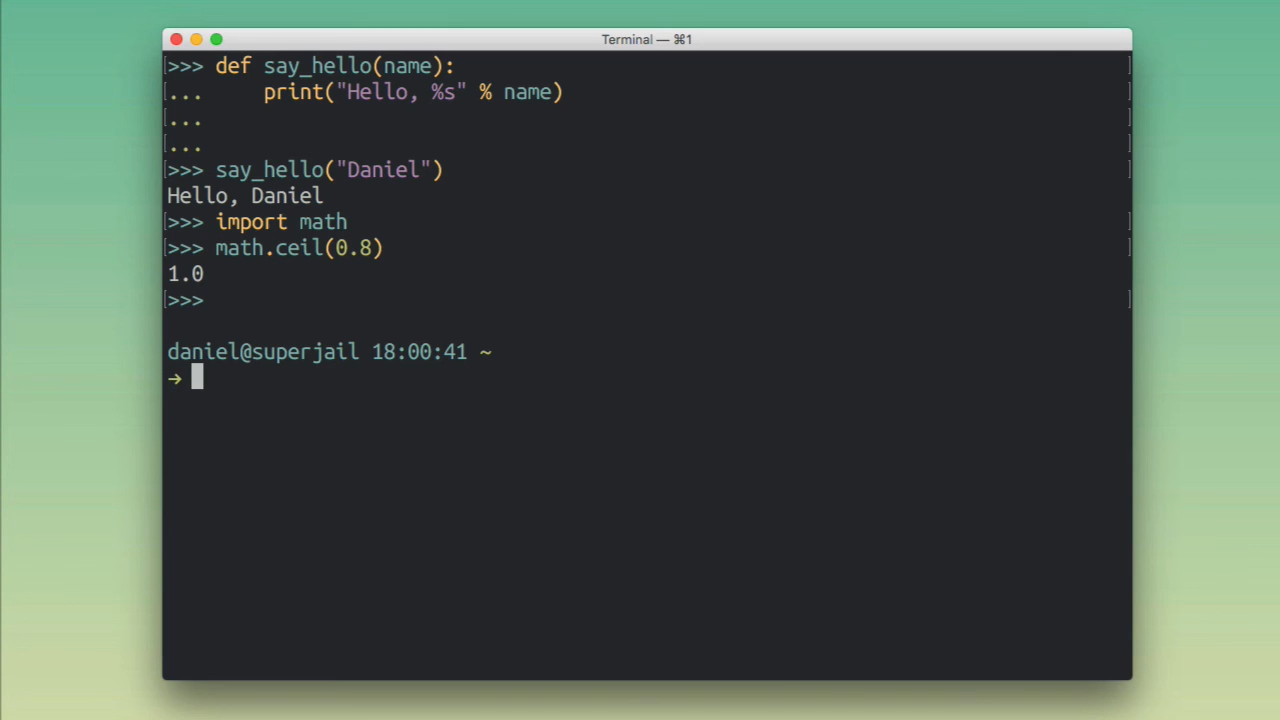 Terminal — ⌘1
>>> def say_hello(name):
...     print("Hello, %s" % name)
...
...
>>> say_hello("Daniel")
Hello, Daniel
>>> import math
>>> math.ceil(0.8)
1.0
>>>
daniel@superjail 18:00:41 ~
→